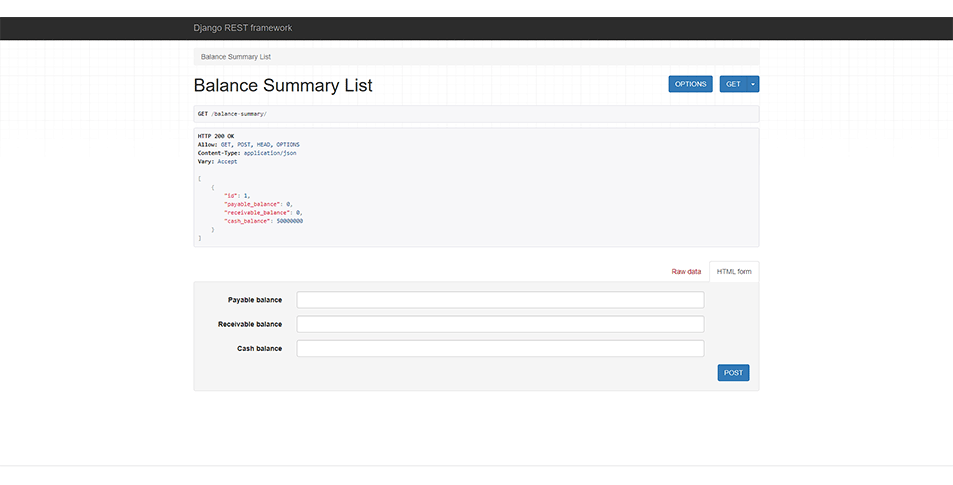 Django REST framework
Balance Summary List
Balance Summary List
OPTIONS
GET
GET /balance-summary/
HTTP 200 OK
Allow: GET, POST, HEAD, OPTIONS
Content-Type: application/json
Vary: Accept
[
{
"id": 1,
"payable_balance": 0,
"receivable_balance": 0,
"cash_balance": 50000000
}
]
Raw data
HTML form
Payable balance
Receivable balance
Cash balance
POST